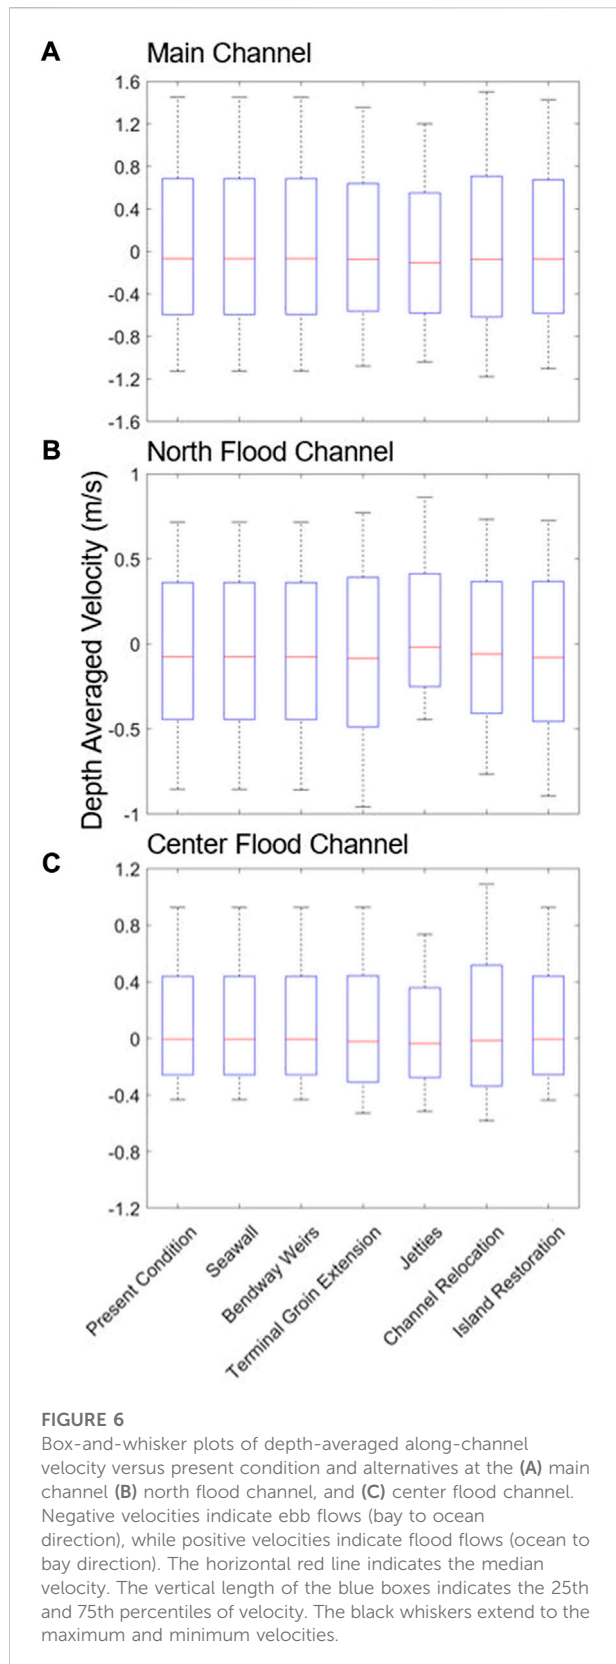 A
Main Channel
1.6
1.2
0.8
0.4
0
-0.4
-0.8
-1.2
-1.6
B
North Flood Channel
Depth Averaged Velocity (m/s)
1
0.5
0
-0.5
-1
C
Center Flood Channel
1.2
0.8
0.4
0
-0.4
-0.8
-1.2
Present Condition
Seawall
Bendway Weirs
Terminal Groin Extension
Jetties
Channel Relocation
Island Restoration
FIGURE 6
Box-and-whisker plots of depth-averaged along-channel
velocity versus present condition and alternatives at the (A) main
channel (B) north flood channel, and (C) center flood channel.
Negative velocities indicate ebb flows (bay to ocean
direction), while positive velocities indicate flood flows (ocean to
bay direction). The horizontal red line indicates the median
velocity. The vertical length of the blue boxes indicates the 25th
and 75th percentiles of velocity. The black whiskers extend to the
maximum and minimum velocities.